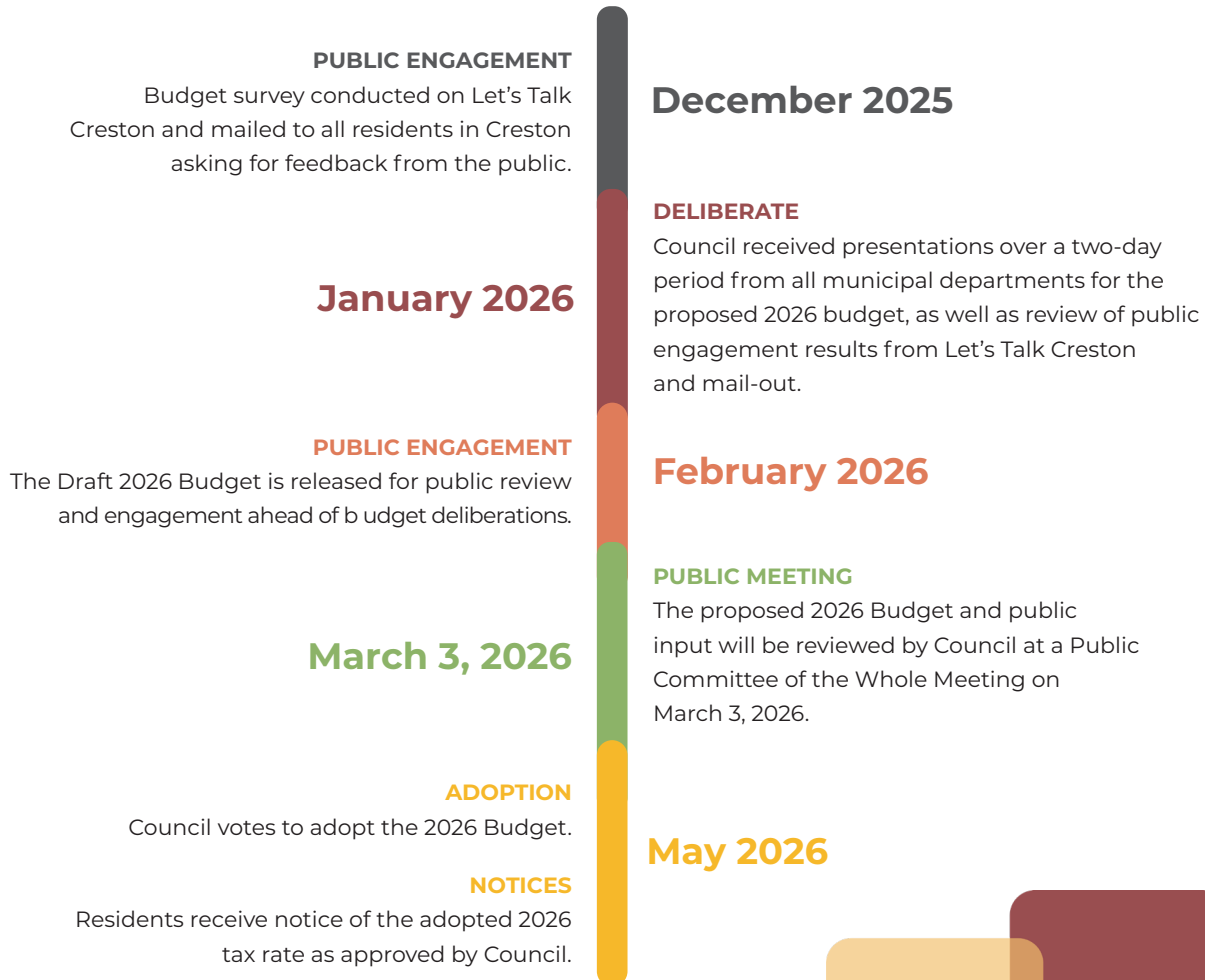 PUBLIC ENGAGEMENT
Budget survey conducted on Let's Talk
Creston and mailed to all residents in Creston
asking for feedback from the public.
December 2025
January 2026
DELIBERATE
Council received presentations over a two-day
period from all municipal departments for the
proposed 2026 budget, as well as review of public
engagement results from Let's Talk Creston
and mail-out.
PUBLIC ENGAGEMENT
The Draft 2026 Budget is released for public review
and engagement ahead of b udget deliberations.
February 2026
March 3, 2026
PUBLIC MEETING
The proposed 2026 Budget and public
input will be reviewed by Council at a Public
Committee of the Whole Meeting on
March 3, 2026.
ADOPTION
Council votes to adopt the 2026 Budget.
NOTICES
Residents receive notice of the adopted 2026
tax rate as approved by Council.
May 2026